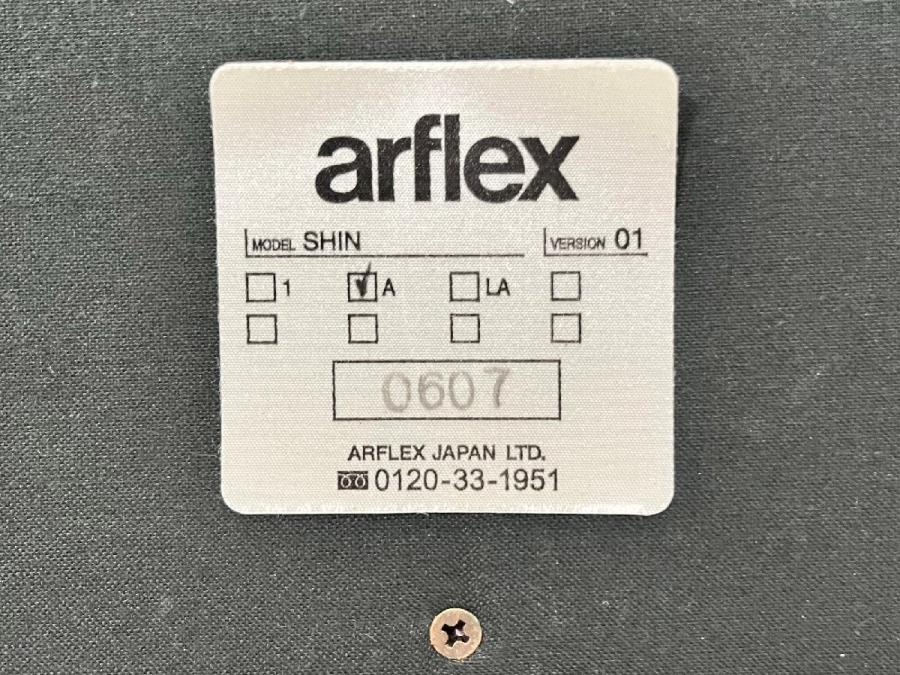 arflex
MODEL SHIN VERSION 01
1 A LA
0607
ARFLEX JAPAN LTD.
0120-33-1951